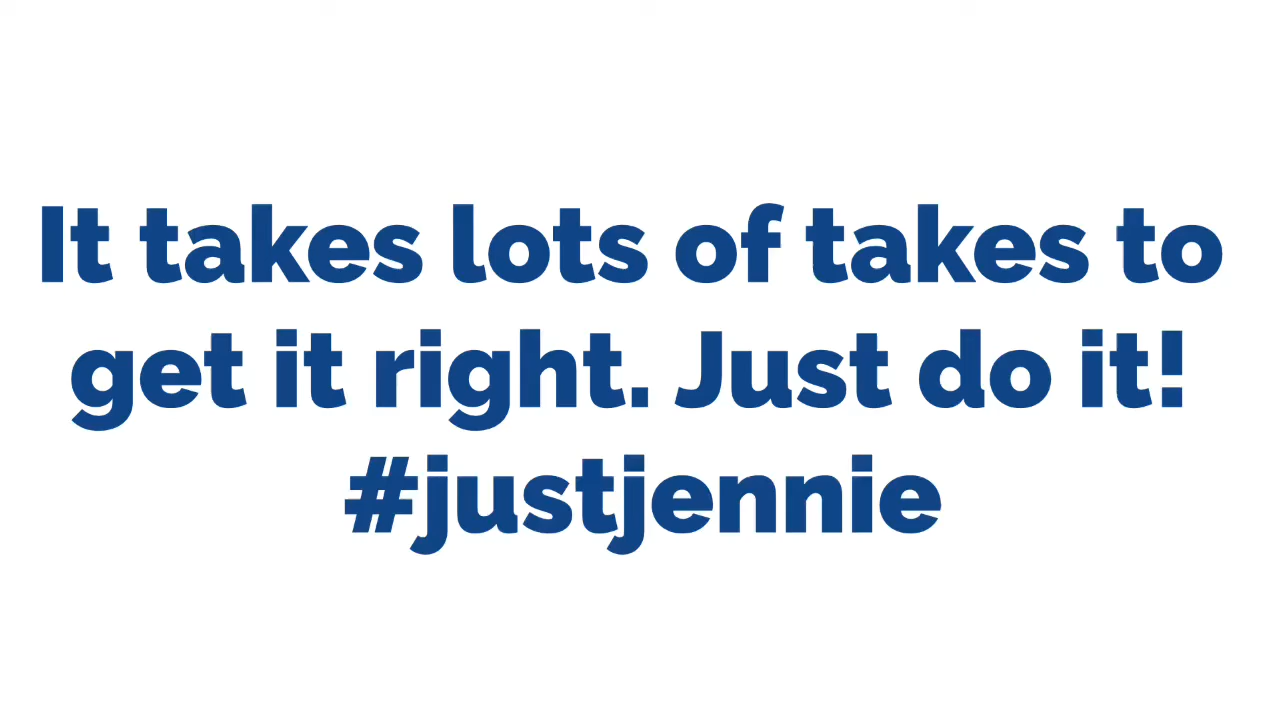 It takes lots of takes to
get it right. Just do it!
#justjennie